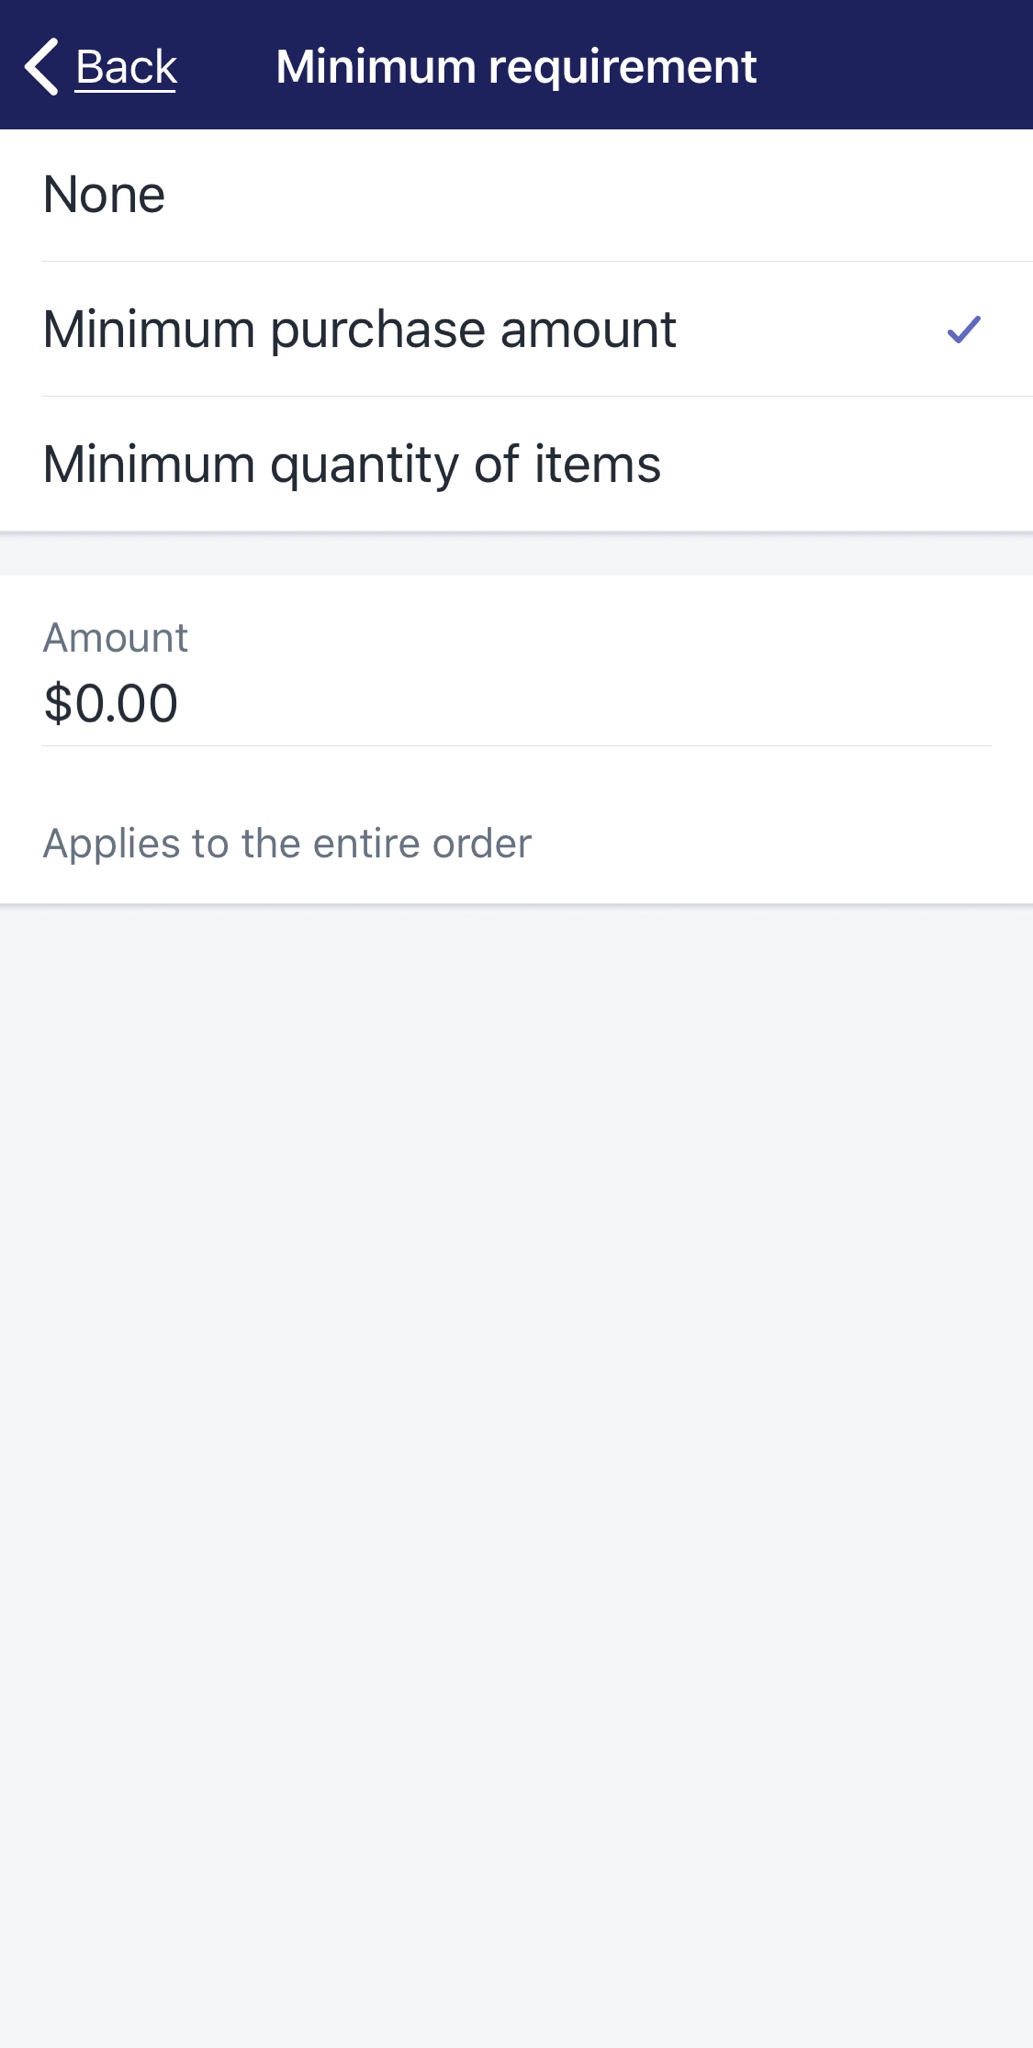 Back
Minimum requirement
None
Minimum purchase amount
Minimum quantity of items
Amount
$0.00
Applies to the entire order